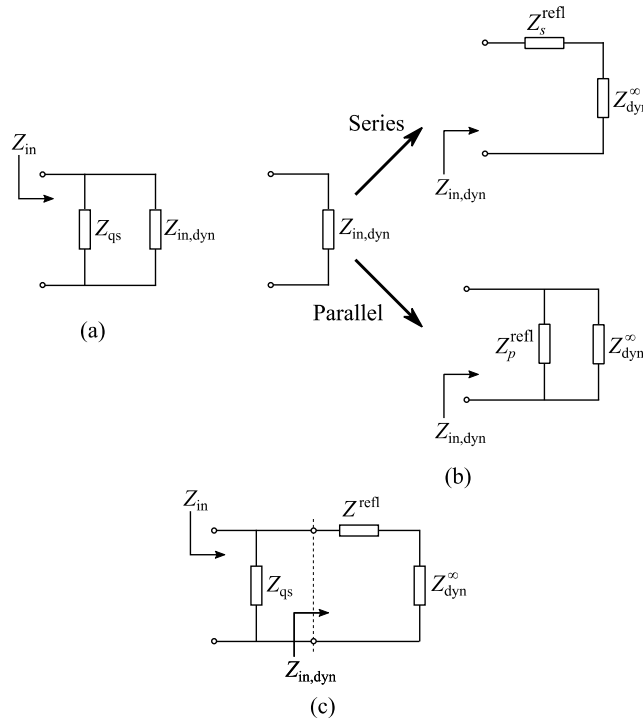 Z_in
Z_qs
Z_in,dyn
(a)
Z_in,dyn
Series
Parallel
Z_s^refl
Z_dyn^∞
Z_in,dyn
Z_p^refl
Z_dyn^∞
Z_in,dyn
(b)
Z_in
Z^refl
Z_qs
Z_dyn^∞
Z_in,dyn
(c)